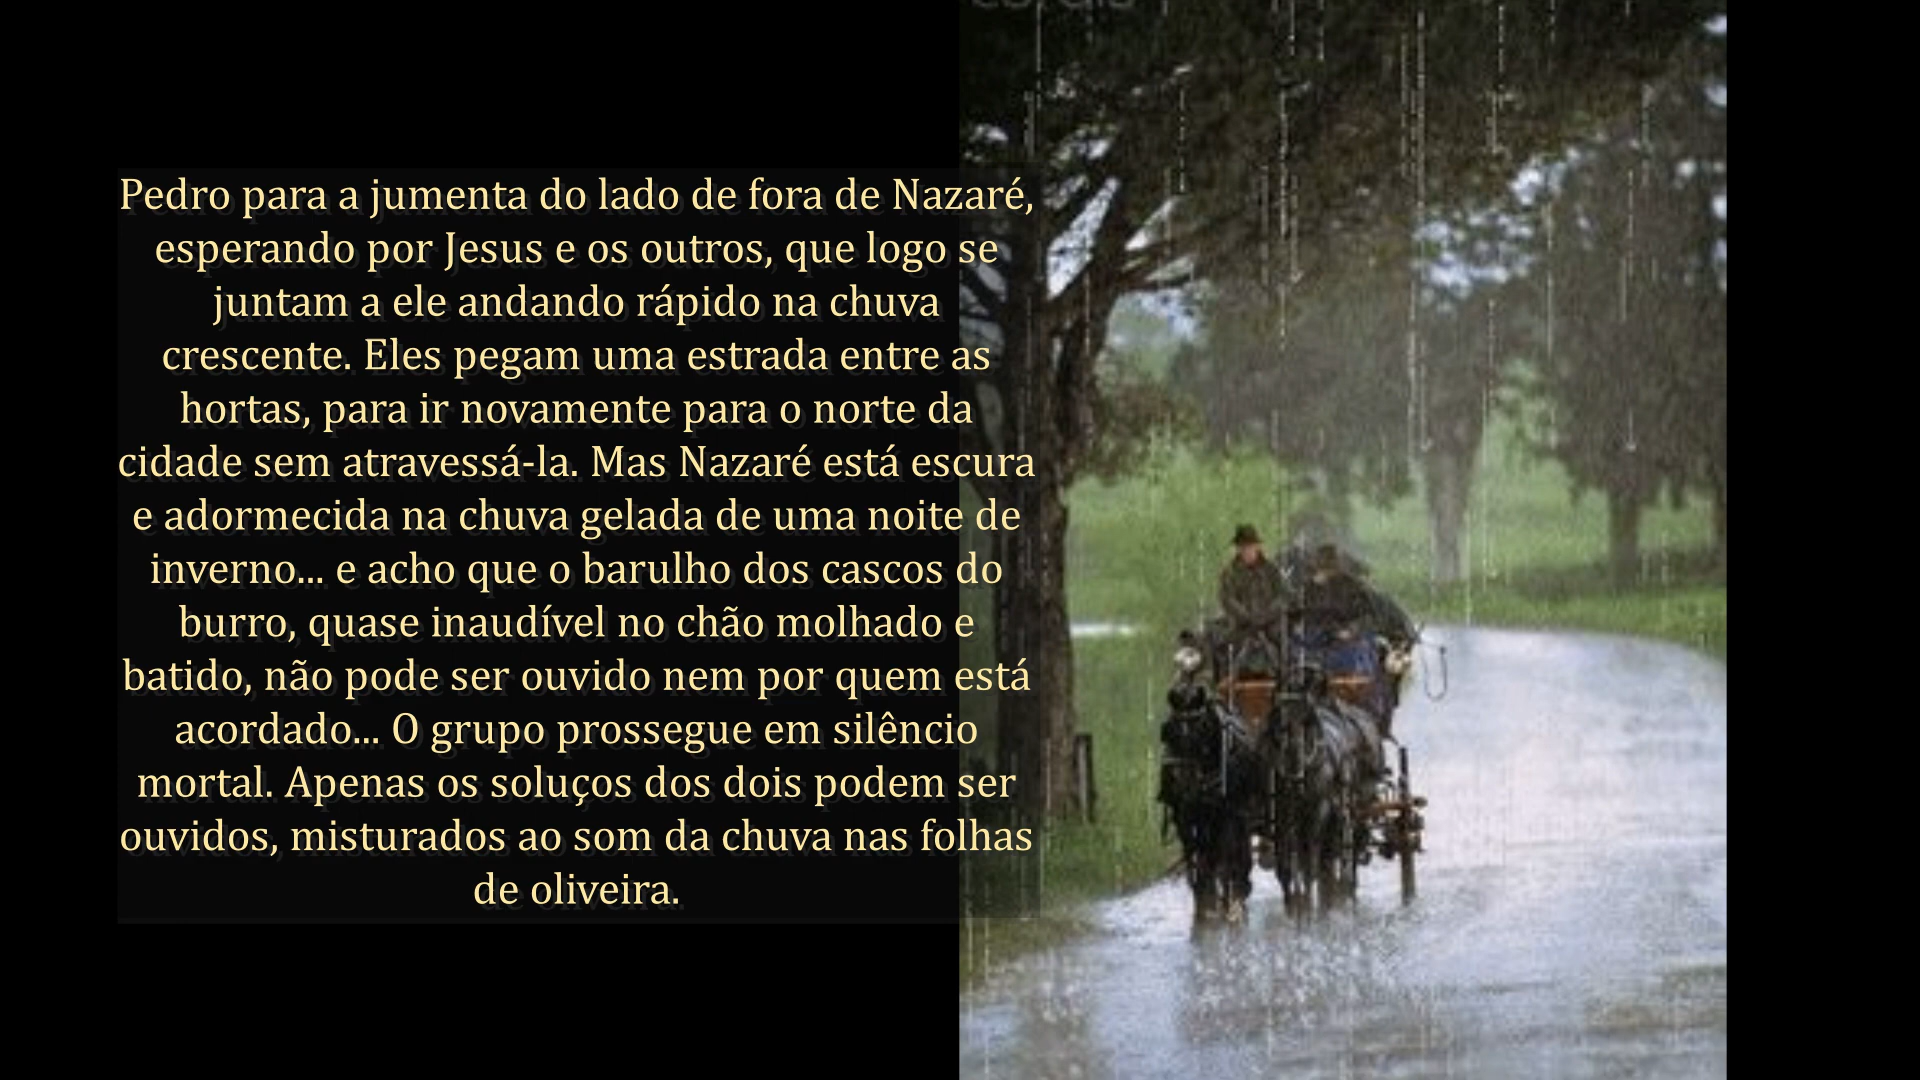 Pedro para a jumenta do lado de fora de Nazaré,
esperando por Jesus e os outros, que logo se
juntam a ele andando rápido na chuva
crescente. Eles pegam uma estrada entre as
hortas, para ir novamente para o norte da
cidade sem atravessá-la. Mas Nazaré está escura
e adormecida na chuva gelada de uma noite de
inverno... e acho que o barulho dos cascos do
burro, quase inaudível no chão molhado e
batido, não pode ser ouvido nem por quem está
acordado... O grupo prossegue em silêncio
mortal. Apenas os soluços dos dois podem ser
ouvidos, misturados ao som da chuva nas folhas
de oliveira.